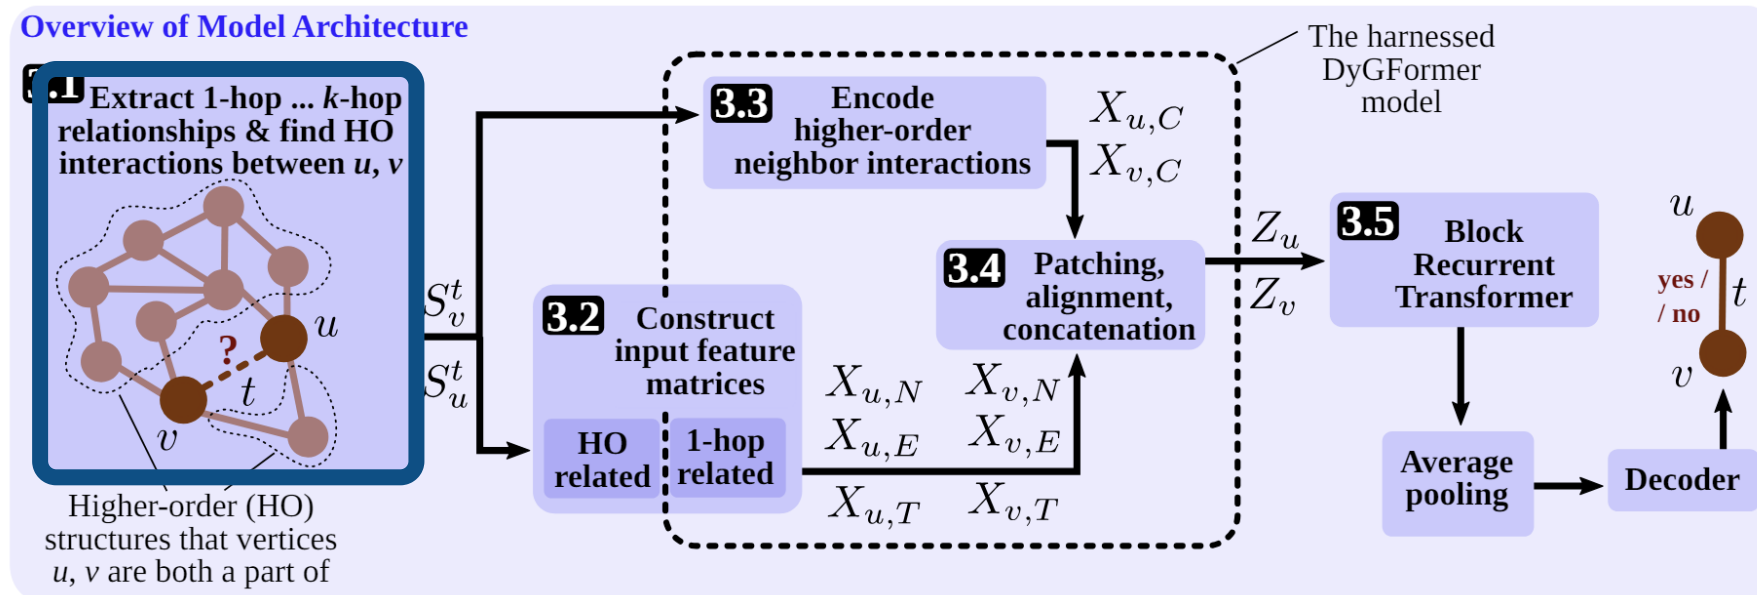 Overview of Model Architecture
3.1
Extract 1-hop ... k-hop
relationships & find HO
interactions between u, v
?
t
u
v
Higher-order (HO)
structures that vertices
u, v are both a part of
S_v^t
S_u^t
3.2
Construct
input feature
matrices
HO
related
1-hop
related
3.3
Encode
higher-order
neighbor interactions
X_{u,C}
X_{v,C}
X_{u,N} X_{v,N}
X_{u,E} X_{v,E}
X_{u,T} X_{v,T}
3.4
Patching,
alignment,
concatenation
The harnessed
DyGFormer
model
Z_u
Z_v
3.5
Block
Recurrent
Transformer
Average
pooling
Decoder
u
yes /
/ no
t
v